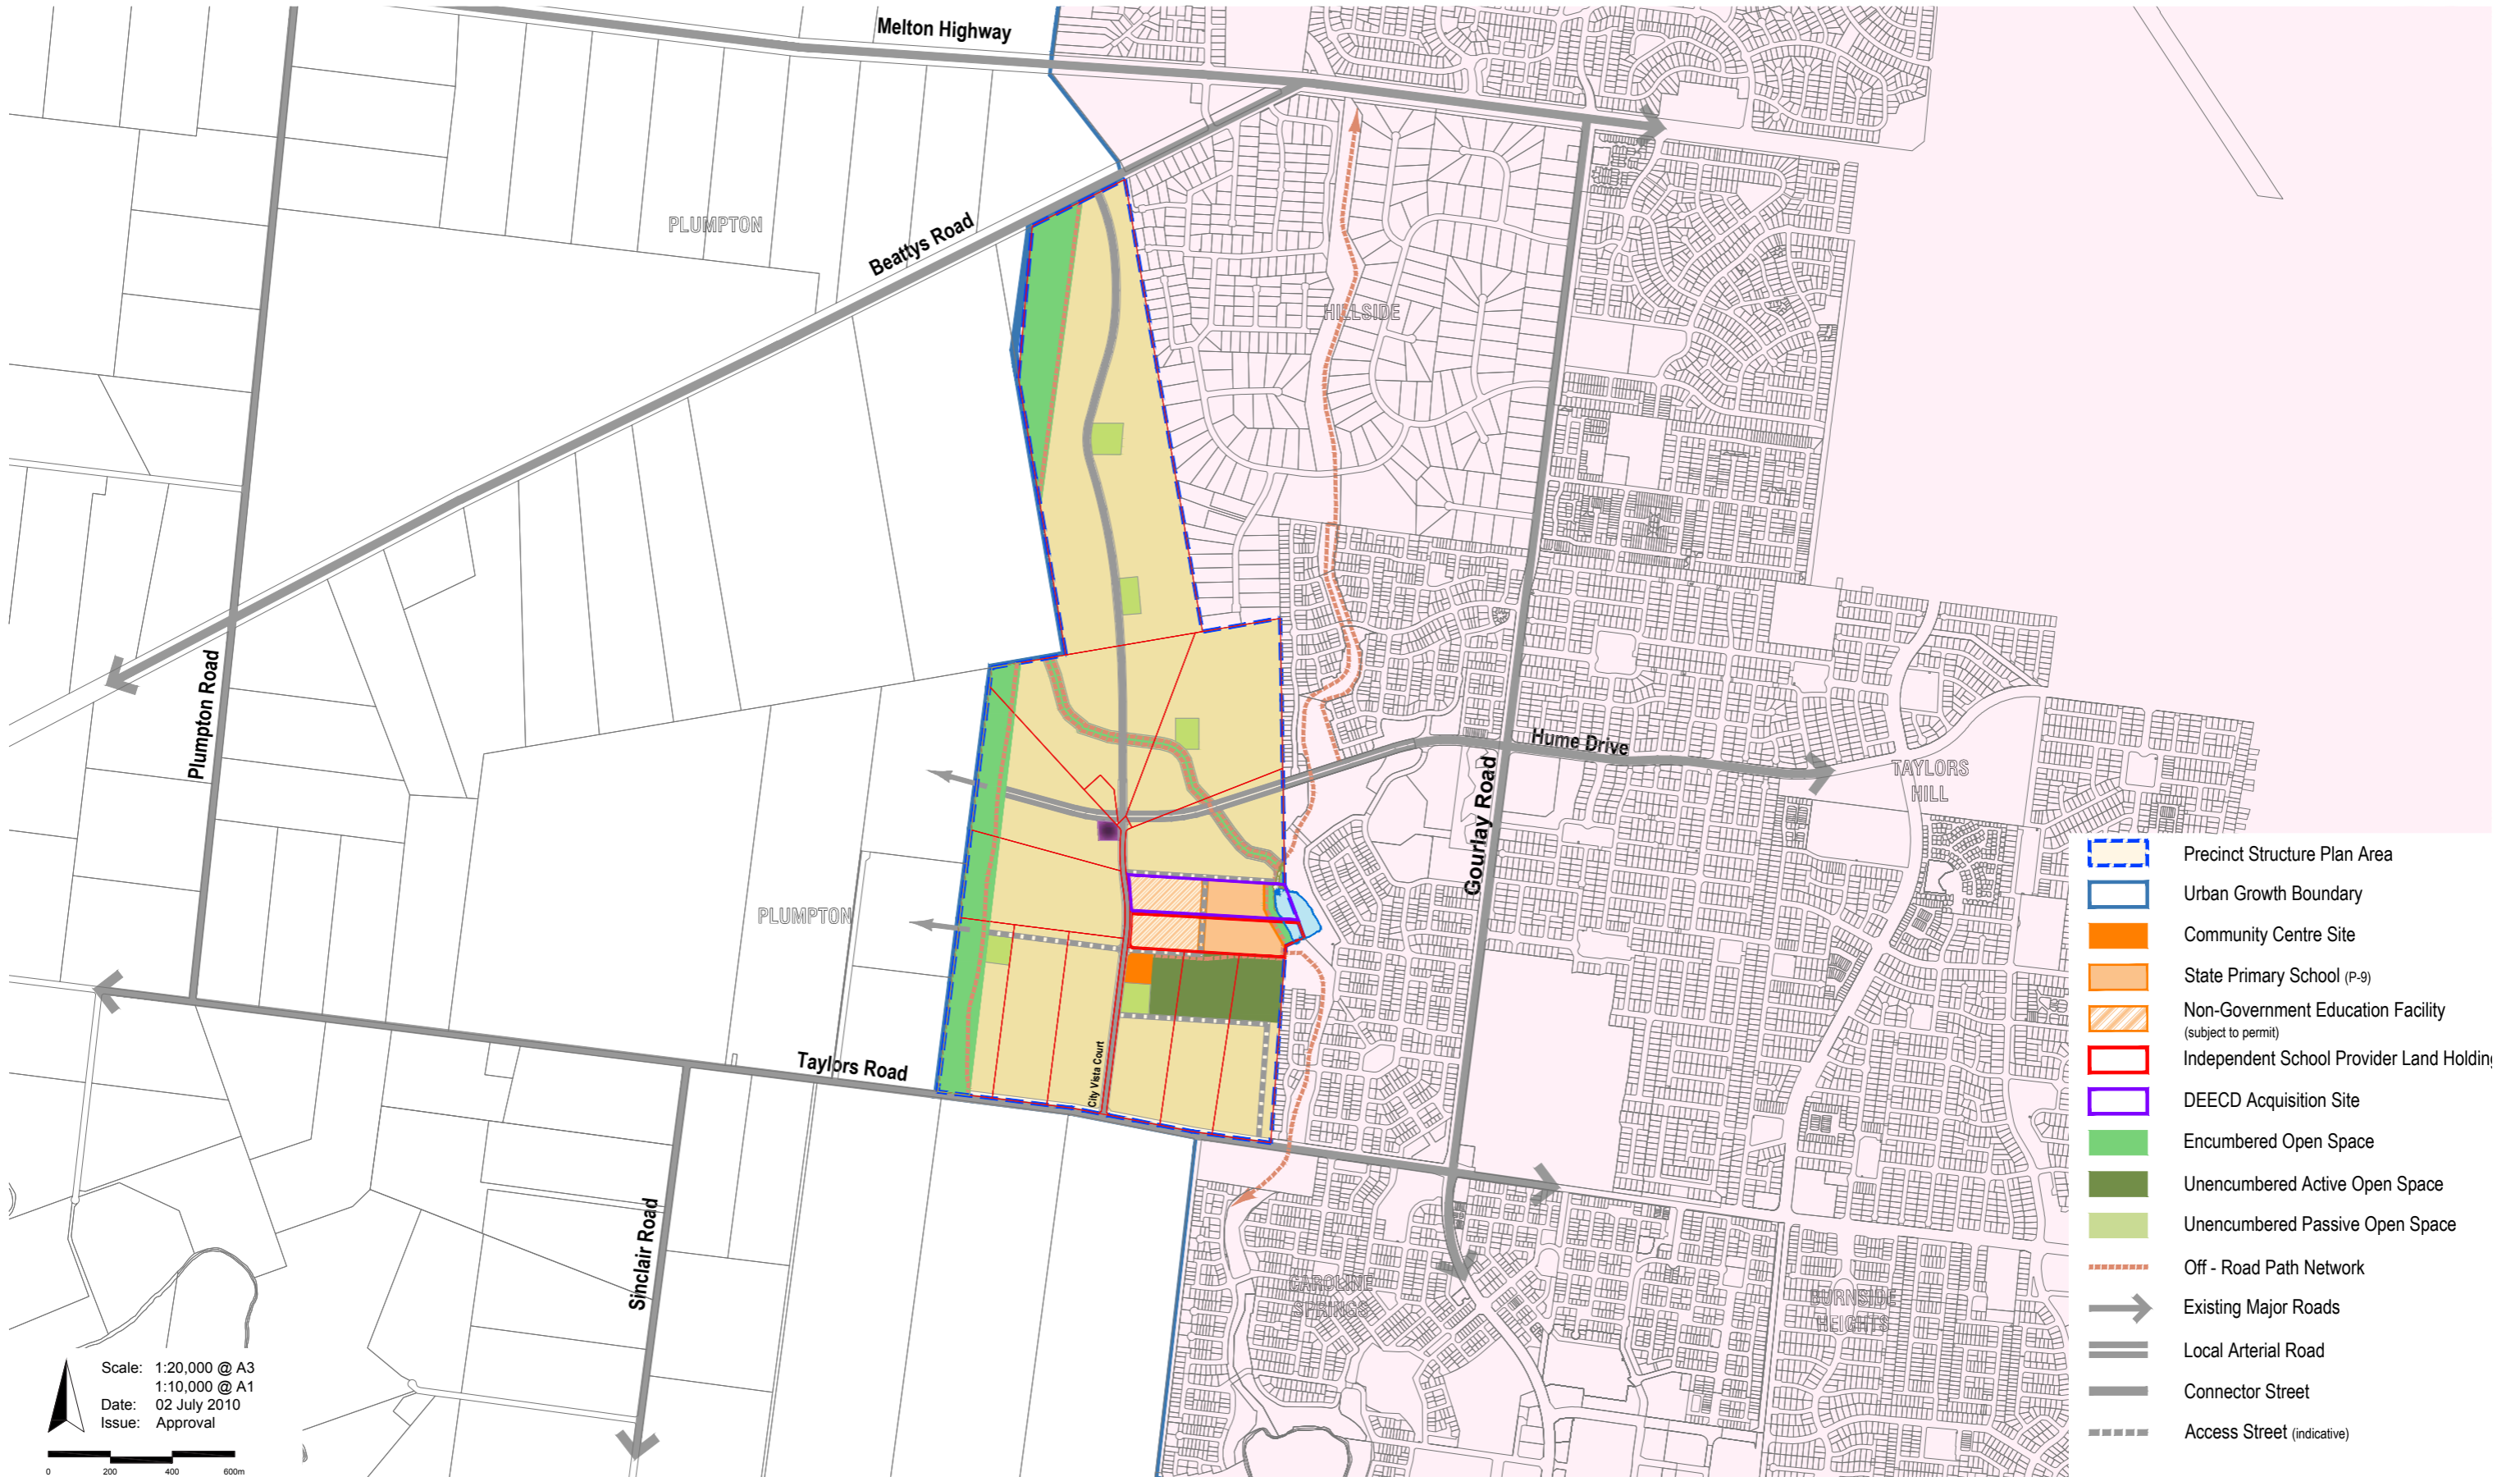 Melton Highway
PLUMPTON
Beattys Road
HILLSIDE
Plumpton Road
Hume Drive
TAYLORS
HILL
Gourlay Road
PLUMPTON
Taylors Road
City Vista Court
Sinclair Road
CAROLINE
SPRINGS
BURNSIDE
HEIGHTS
Precinct Structure Plan Area
Urban Growth Boundary
Community Centre Site
State Primary School (P-9)
Non-Government Education Facility
(subject to permit)
Independent School Provider Land Holding
DEECD Acquisition Site
Encumbered Open Space
Unencumbered Active Open Space
Unencumbered Passive Open Space
Off - Road Path Network
Existing Major Roads
Local Arterial Road
Connector Street
Access Street (indicative)
Scale: 1:20,000 @ A3
1:10,000 @ A1
Date: 02 July 2010
Issue: Approval
0 200 400 600m